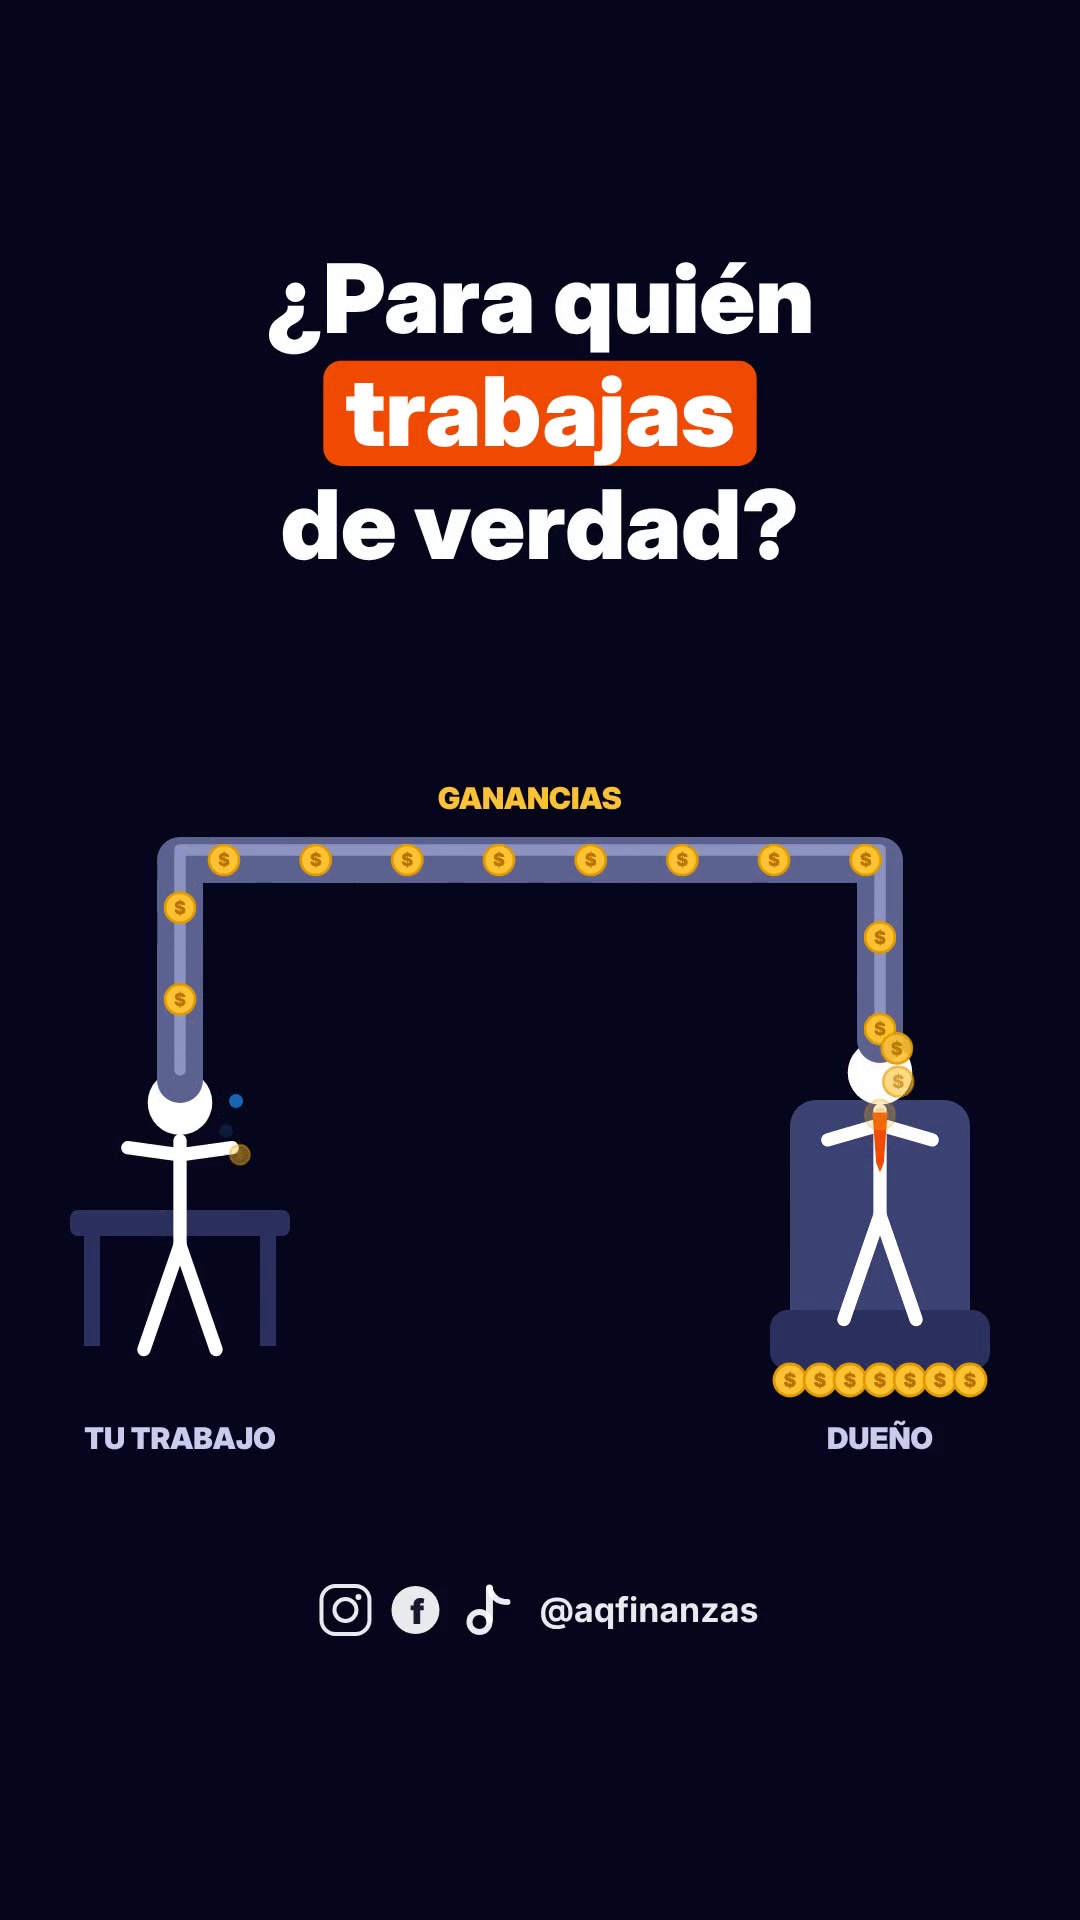 ¿Para quién
trabajas
de verdad?
GANANCIAS
$ $ $ $ $ $ $ $
$ $
$ $
$
$
$ $ $ $ $ $ $
TU TRABAJO DUEÑO
f @aqfinanzas